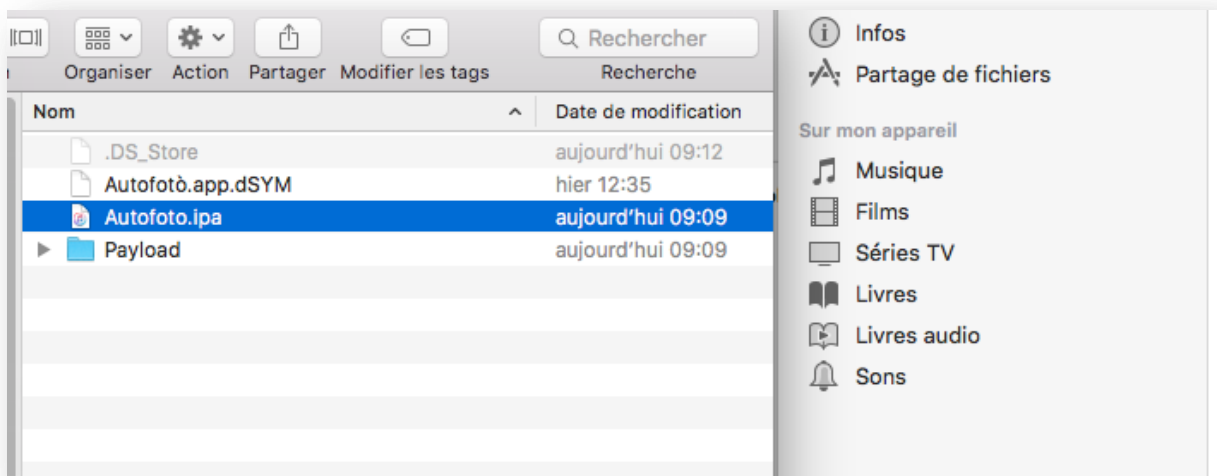 Organiser Action Partager Modifier les tags
Rechercher
Recherche
Nom Date de modification
.DS_Store aujourd'hui 09:12
Autofotò.app.dSYM hier 12:35
Autofoto.ipa aujourd'hui 09:09
Payload aujourd'hui 09:09
Infos
Partage de fichiers
Sur mon appareil
Musique
Films
Séries TV
Livres
Livres audio
Sons